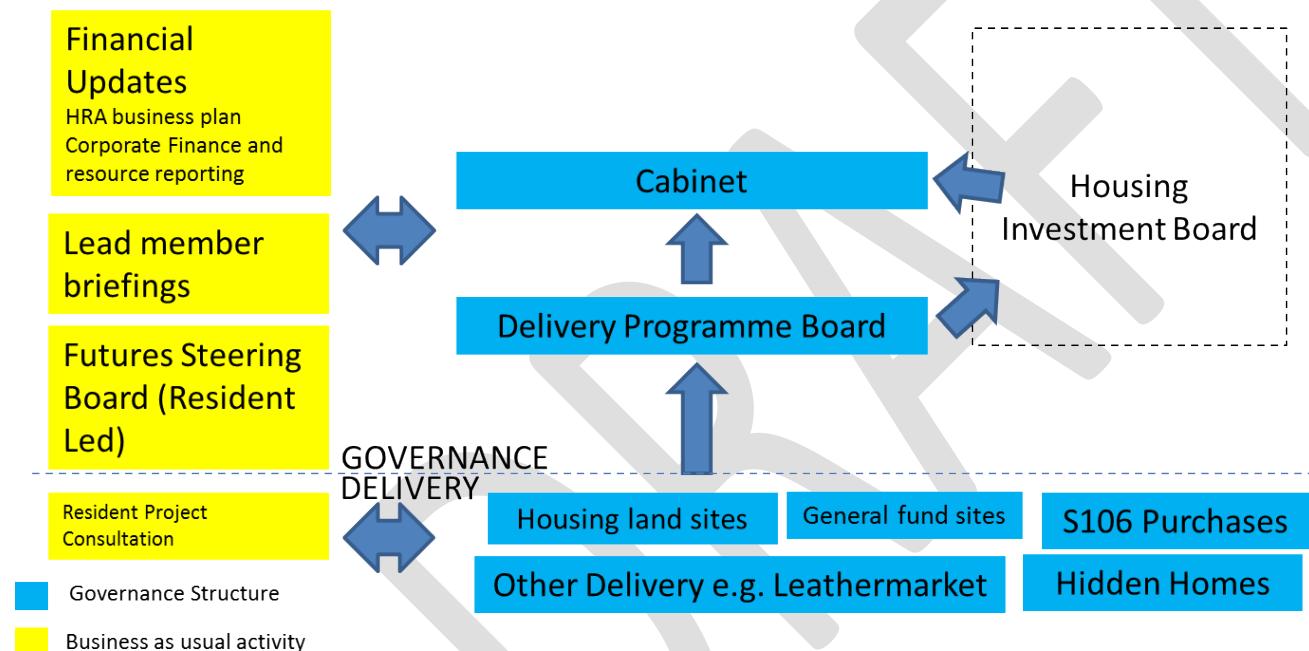 Financial
Updates
HRA business plan
Corporate Finance and
resource reporting
Lead member
briefings
Futures Steering
Board (Resident
Led)
Cabinet
Delivery Programme Board
Housing
Investment Board
GOVERNANCE
DELIVERY
Resident Project
Consultation
Housing land sites
General fund sites
S106 Purchases
Other Delivery e.g. Leathermarket
Hidden Homes
Governance Structure
Business as usual activity
DRAFT